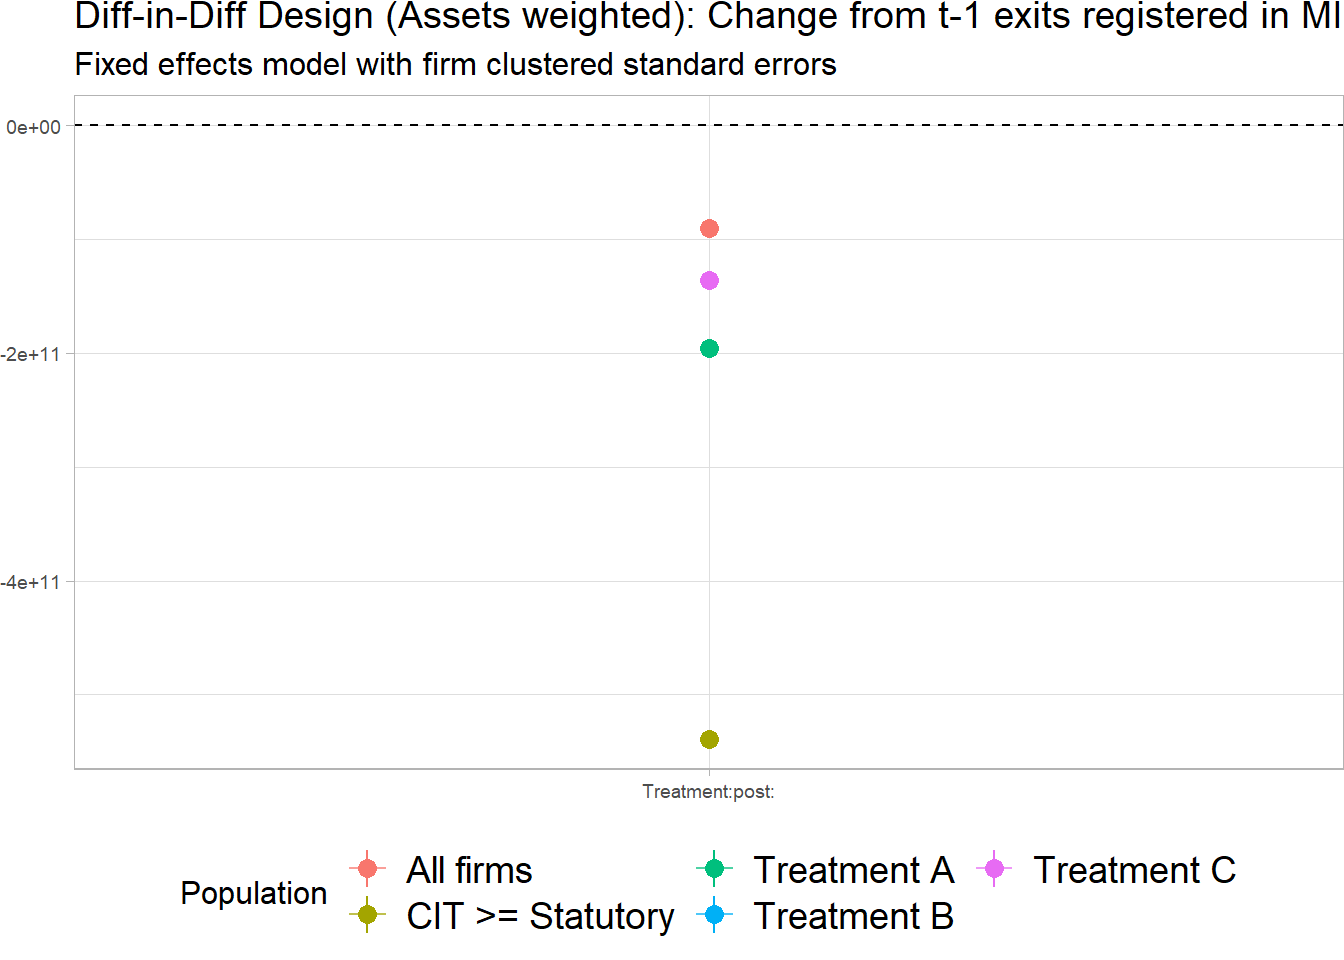 Diff-in-Diff Design (Assets weighted): Change from t-1 exits registered in MI
Fixed effects model with firm clustered standard errors
0e+00
-2e+11
-4e+11
Treatment:post:
Population
All firms
CIT >= Statutory
Treatment A
Treatment B
Treatment C